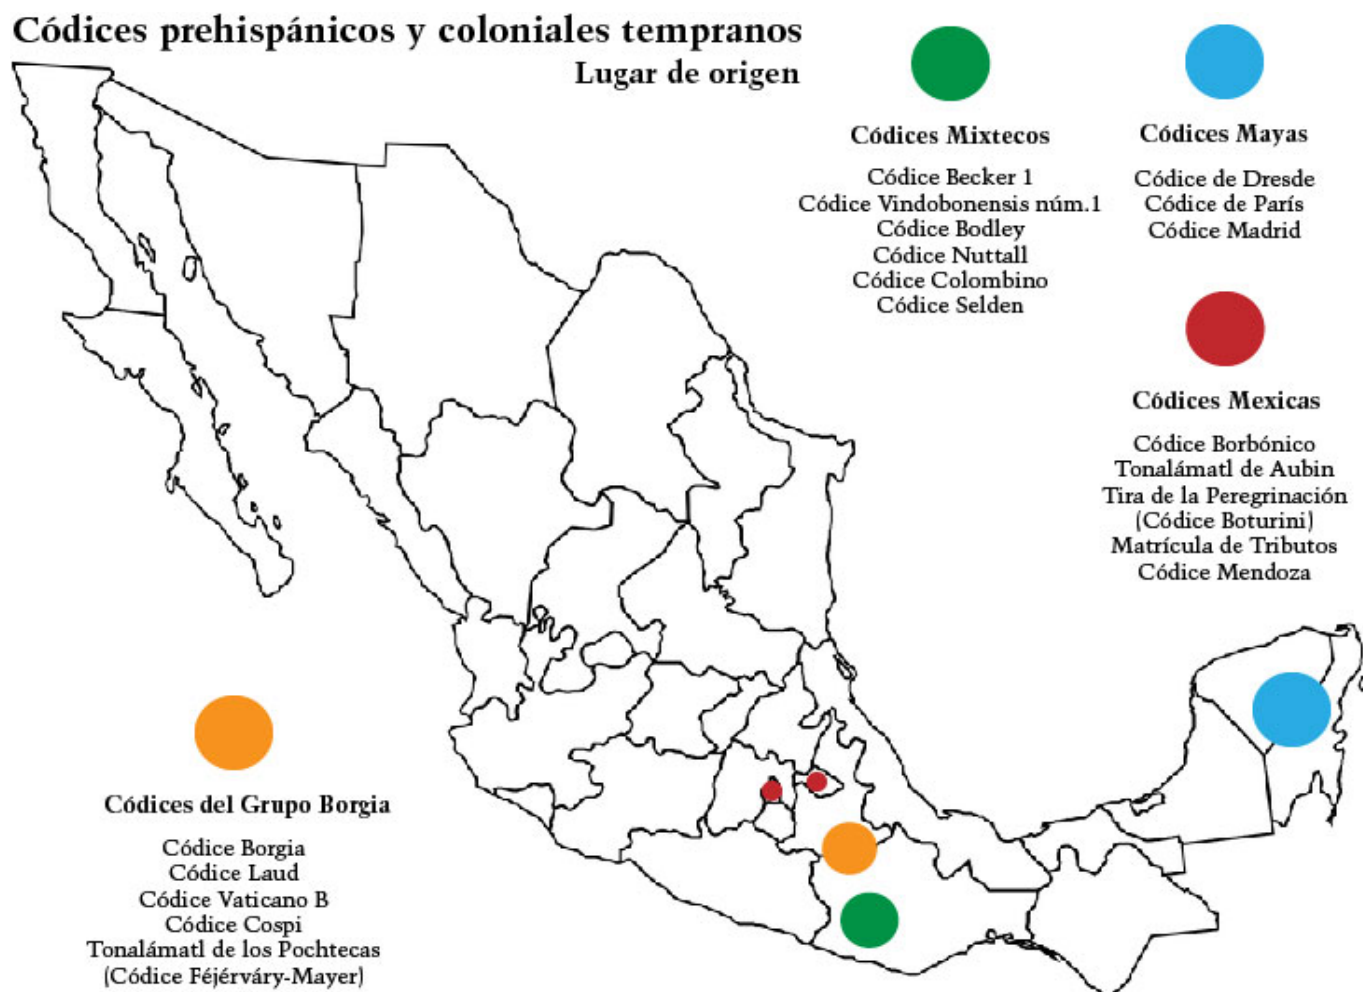 Códices prehispánicos y coloniales tempranos
Lugar de origen
Códices Mixtecos
Códice Becker 1
Códice Vindobonensis núm.1
Códice Bodley
Códice Nuttall
Códice Colombino
Códice Selden
Códices Mayas
Códice de Dresde
Códice de París
Códice Madrid
Códices Mexicas
Códice Borbónico
Tonalámatl de Aubin
Tira de la Peregrinación
(Códice Boturini)
Matrícula de Tributos
Códice Mendoza
Códices del Grupo Borgia
Códice Borgia
Códice Laud
Códice Vaticano B
Códice Cospi
Tonalámatl de los Pochtecas
(Códice Féjérváry-Mayer)